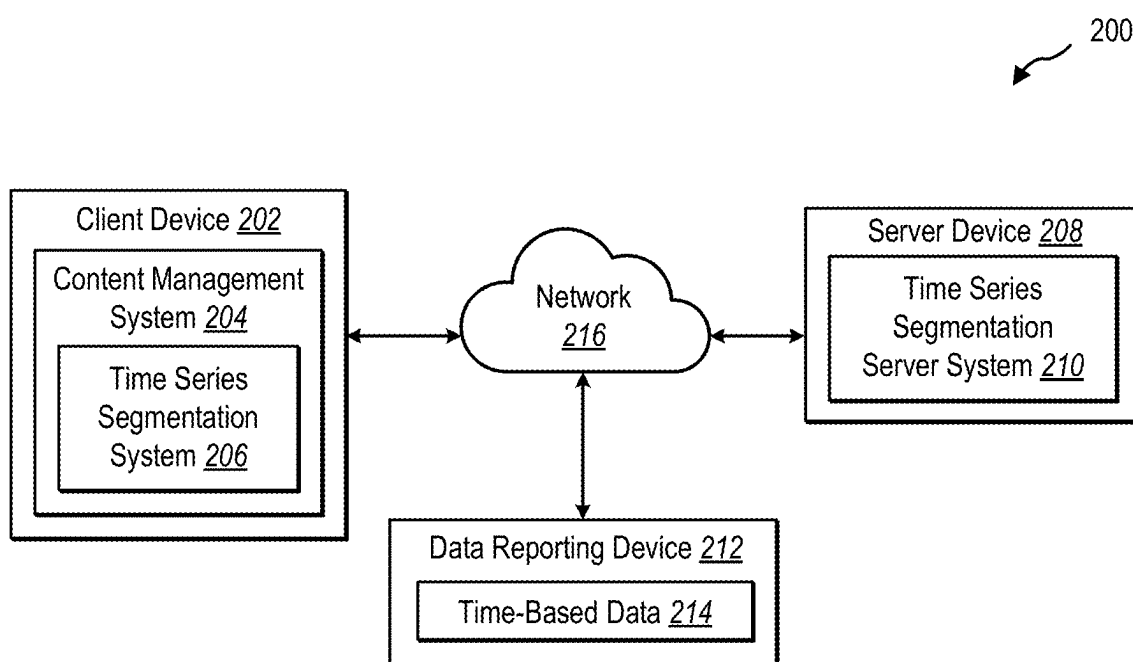 200
Client Device 202
Content Management
System 204
Time Series
Segmentation
System 206
Network
216
Server Device 208
Time Series
Segmentation
Server System 210
Data Reporting Device 212
Time-Based Data 214